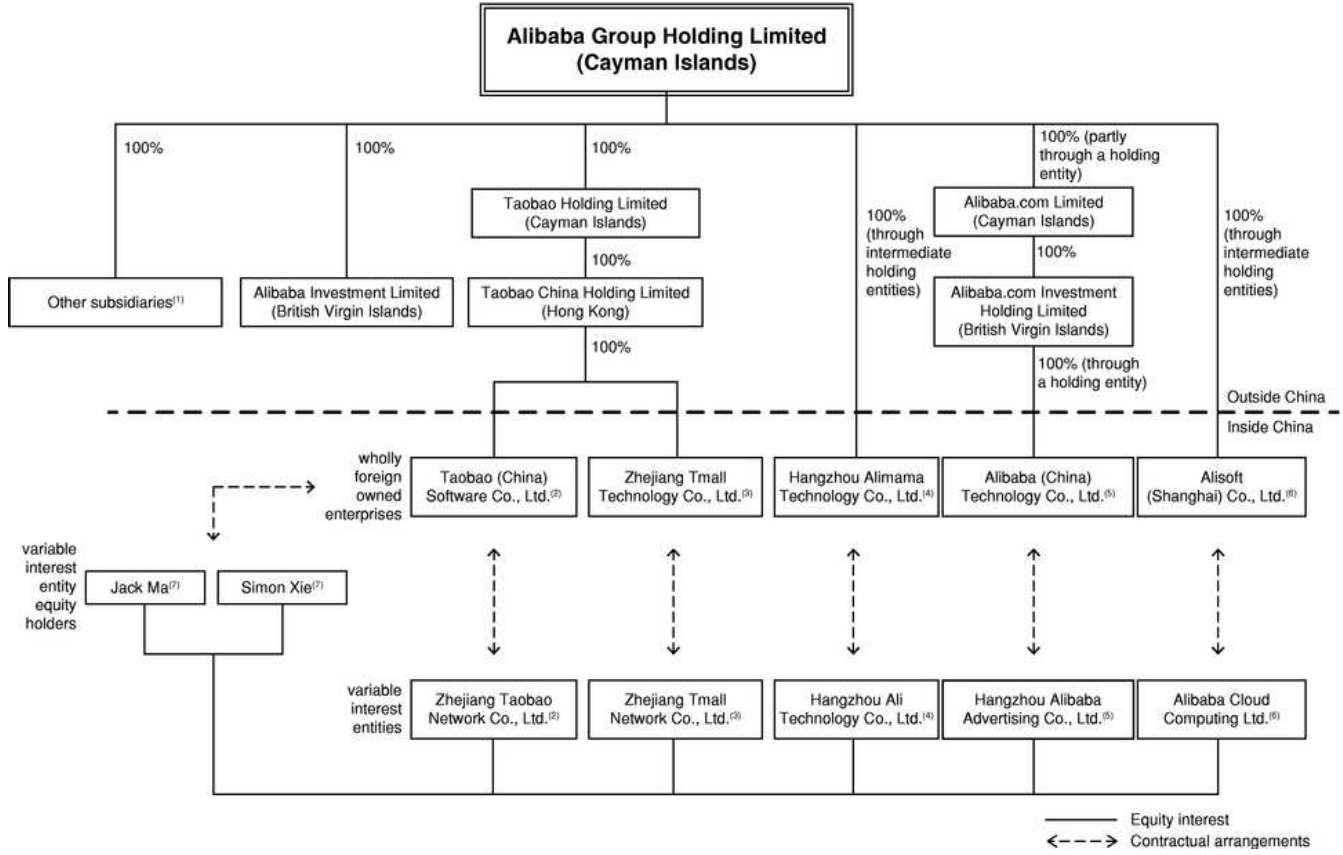 Alibaba Group Holding Limited
(Cayman Islands)
100%
100%
100%
100% (partly
through a holding
entity)
Taobao Holding Limited
(Cayman Islands)
Alibaba.com Limited
(Cayman Islands)
100%
(through
intermediate
holding
entities)
100%
(through
intermediate
holding
entities)
100%
100%
Other subsidiaries(1)
Alibaba Investment Limited
(British Virgin Islands)
Taobao China Holding Limited
(Hong Kong)
Alibaba.com Investment
Holding Limited
(British Virgin Islands)
100%
100% (through
a holding entity)
Outside China
Inside China
wholly
foreign
owned
enterprises
Taobao (China)
Software Co., Ltd.(2)
Zhejiang Tmall
Technology Co., Ltd.(3)
Hangzhou Alimama
Technology Co., Ltd.(4)
Alibaba (China)
Technology Co., Ltd.(5)
Alisoft
(Shanghai) Co., Ltd.(6)
variable
interest
entity
equity
holders
Jack Ma(7)
Simon Xie(7)
variable
interest
entities
Zhejiang Taobao
Network Co., Ltd.(2)
Zhejiang Tmall
Network Co., Ltd.(3)
Hangzhou Ali
Technology Co., Ltd.(4)
Hangzhou Alibaba
Advertising Co., Ltd.(5)
Alibaba Cloud
Computing Ltd.(6)
Equity interest
Contractual arrangements